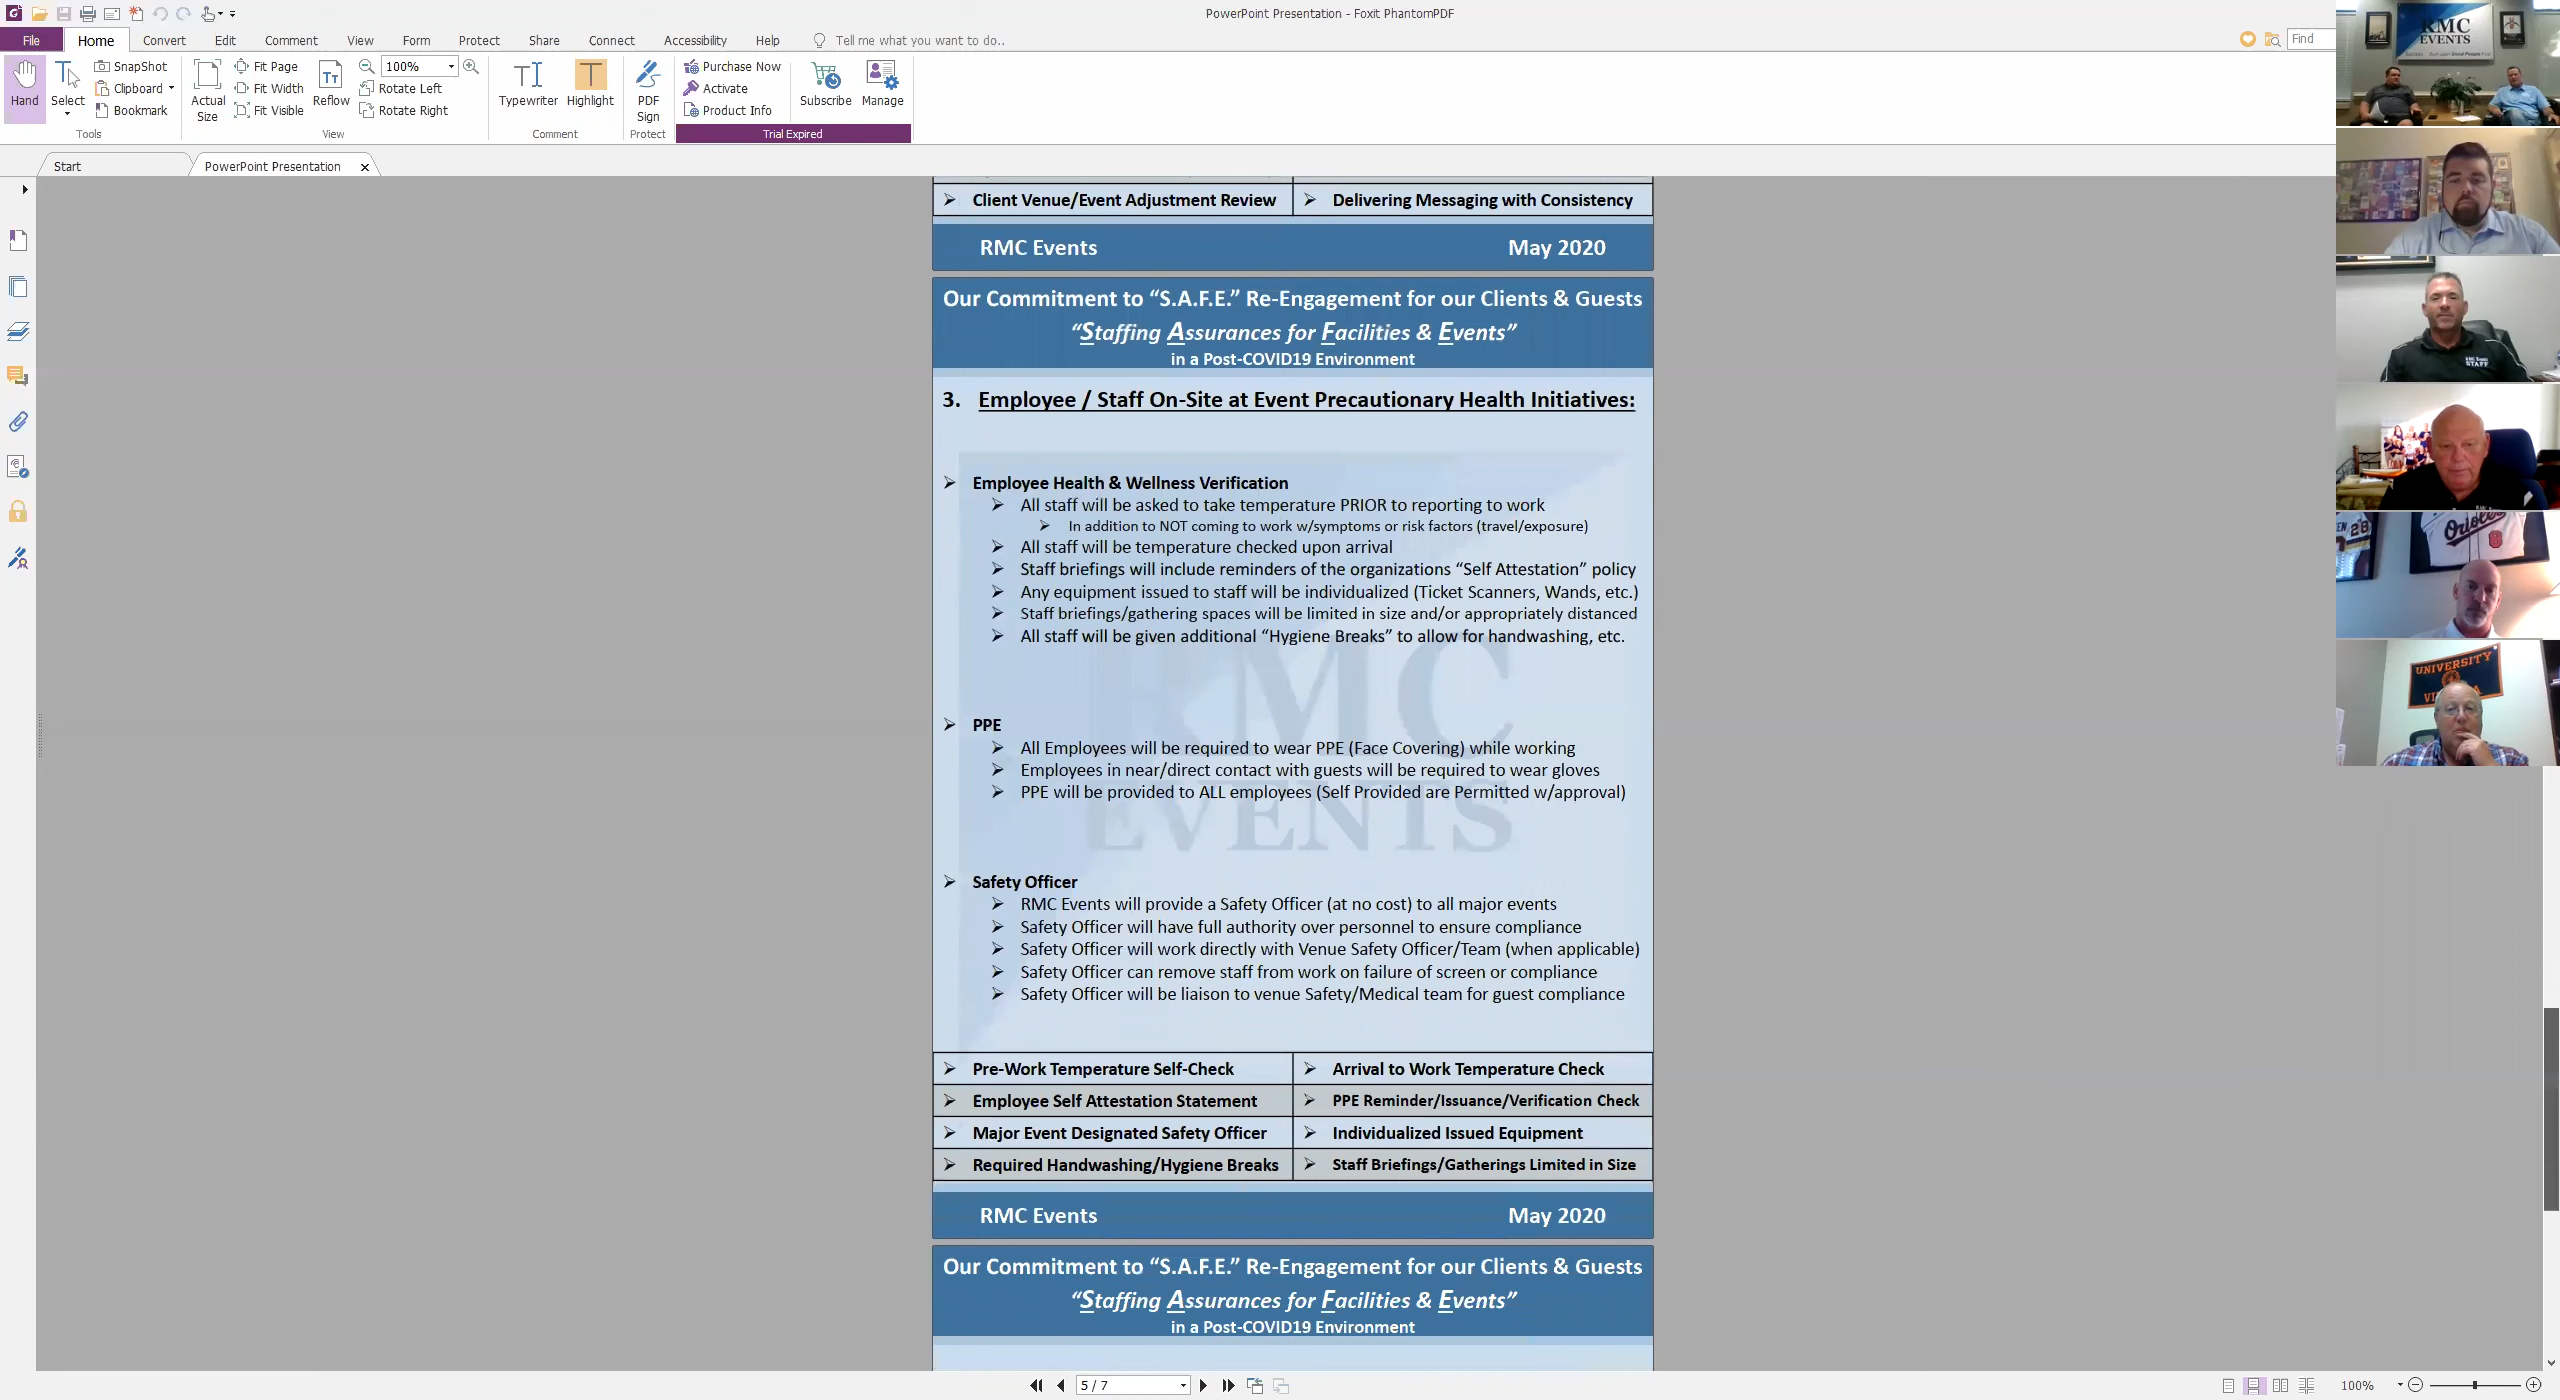 PowerPoint Presentation - Foxit PhantomPDF
File Home Convert Edit Comment View Form Protect Share Connect Accessibility Help Tell me what you want to do.. Find
Hand
Select
SnapShot
Clipboard
Bookmark
Tools
Actual Size
Fit Page
Fit Width
Fit Visible
Reflow
100%
Rotate Left
Rotate Right
View
Typewriter
Highlight
Comment
PDF Sign
Protect
Purchase Now
Activate
Product Info
Subscribe
Manage
Trial Expired
Start
PowerPoint Presentation
Client Venue/Event Adjustment Review
Delivering Messaging with Consistency
RMC Events May 2020
Our Commitment to “S.A.F.E.” Re-Engagement for our Clients & Guests
“Staffing Assurances for Facilities & Events”
in a Post-COVID19 Environment
3. Employee / Staff On-Site at Event Precautionary Health Initiatives:
Employee Health & Wellness Verification
All staff will be asked to take temperature PRIOR to reporting to work
In addition to NOT coming to work w/symptoms or risk factors (travel/exposure)
All staff will be temperature checked upon arrival
Staff briefings will include reminders of the organizations “Self Attestation” policy
Any equipment issued to staff will be individualized (Ticket Scanners, Wands, etc.)
Staff briefings/gathering spaces will be limited in size and/or appropriately distanced
All staff will be given additional “Hygiene Breaks” to allow for handwashing, etc.
RMC
EVENTS
PPE
All Employees will be required to wear PPE (Face Covering) while working
Employees in near/direct contact with guests will be required to wear gloves
PPE will be provided to ALL employees (Self Provided are Permitted w/approval)
Safety Officer
RMC Events will provide a Safety Officer (at no cost) to all major events
Safety Officer will have full authority over personnel to ensure compliance
Safety Officer will work directly with Venue Safety Officer/Team (when applicable)
Safety Officer can remove staff from work on failure of screen or compliance
Safety Officer will be liaison to venue Safety/Medical team for guest compliance
Pre-Work Temperature Self-Check
Arrival to Work Temperature Check
Employee Self Attestation Statement
PPE Reminder/Issuance/Verification Check
Major Event Designated Safety Officer
Individualized Issued Equipment
Required Handwashing/Hygiene Breaks
Staff Briefings/Gatherings Limited in Size
RMC Events May 2020
Our Commitment to “S.A.F.E.” Re-Engagement for our Clients & Guests
“Staffing Assurances for Facilities & Events”
in a Post-COVID19 Environment
5 / 7
100%
RMC
EVENTS
STAFF
28
Orioles
8
UNIVERSITY